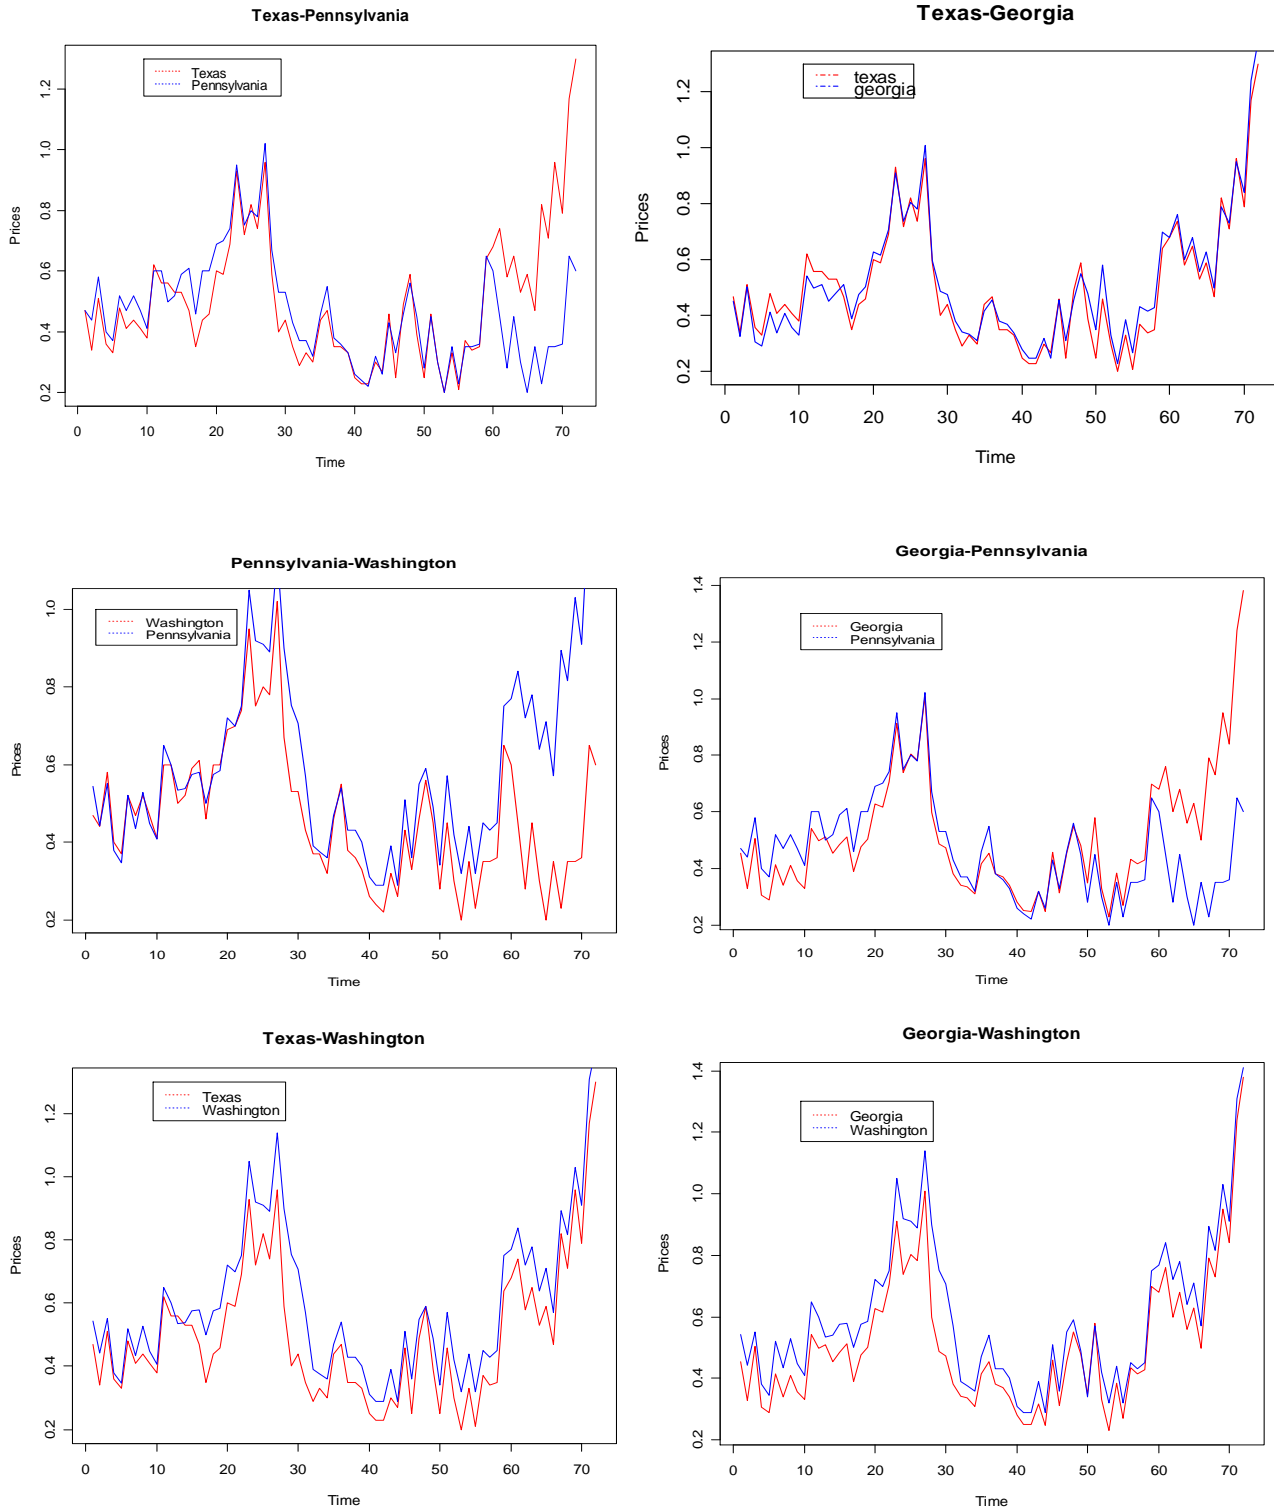 Texas-Pennsylvania
Texas
Pennsylvania
Prices
1.2
1.0
0.8
0.6
0.4
0.2
0 10 20 30 40 50 60 70
Time
Texas-Georgia
texas
georgia
Prices
1.2
1.0
0.8
0.6
0.4
0.2
0 10 20 30 40 50 60 70
Time
Pennsylvania-Washington
Washington
Pennsylvania
Prices
1.0
0.8
0.6
0.4
0.2
0 10 20 30 40 50 60 70
Time
Georgia-Pennsylvania
Georgia
Pennsylvania
Prices
1.4
1.2
1.0
0.8
0.6
0.4
0.2
0 10 20 30 40 50 60 70
Time
Texas-Washington
Texas
Washington
Prices
1.2
1.0
0.8
0.6
0.4
0.2
0 10 20 30 40 50 60 70
Time
Georgia-Washington
Georgia
Washington
Prices
1.4
1.2
1.0
0.8
0.6
0.4
0.2
0 10 20 30 40 50 60 70
Time